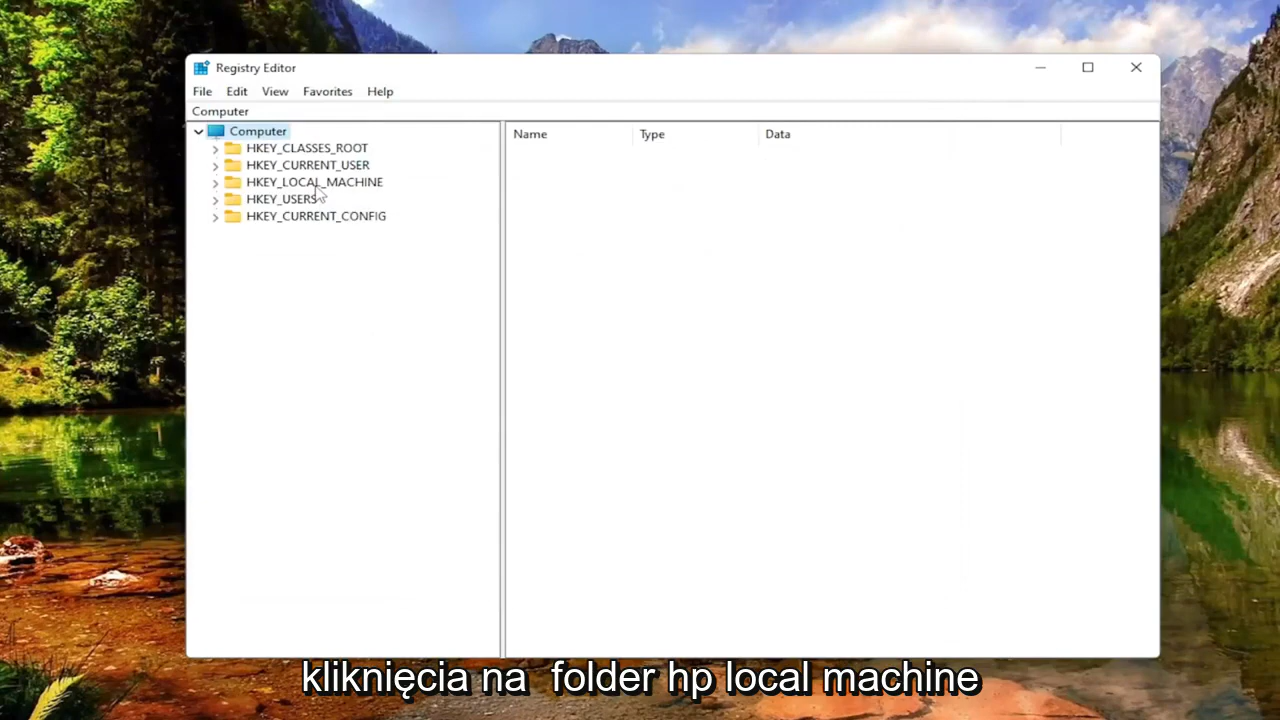 Registry Editor
File Edit View Favorites Help
Computer
Computer
HKEY_CLASSES_ROOT
HKEY_CURRENT_USER
HKEY_LOCAL_MACHINE
HKEY_USERS
HKEY_CURRENT_CONFIG
Name Type Data
kliknięcia na folder hp local machine